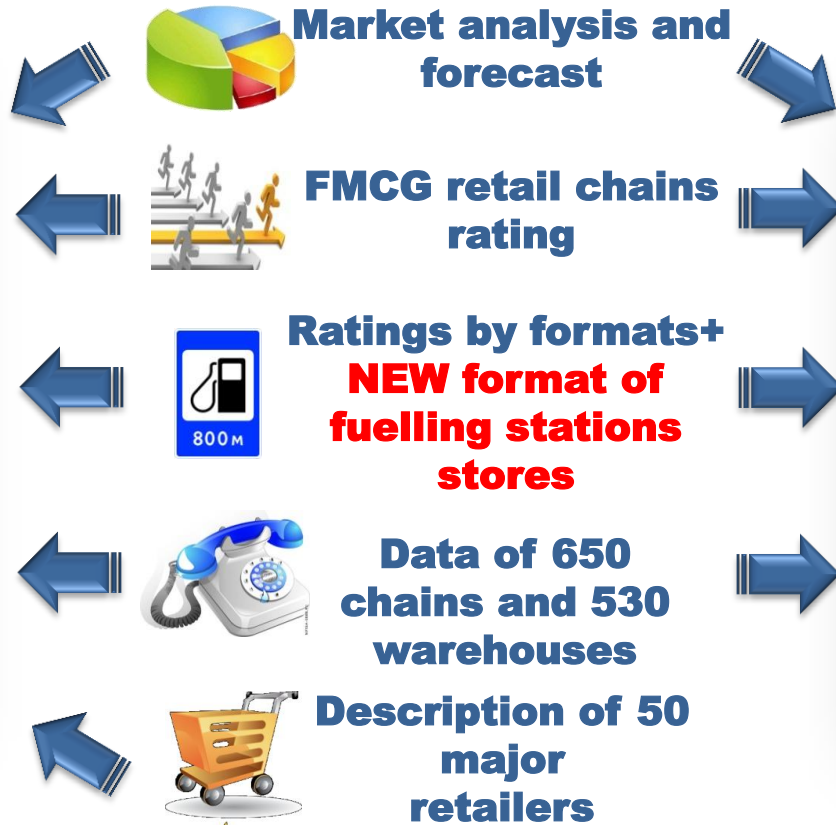 Market analysis and
forecast
FMCG retail chains
rating
Ratings by formats+
NEW format of
fuelling stations
stores
800м
Data of 650
chains and 530
warehouses
Description of 50
major
retailers